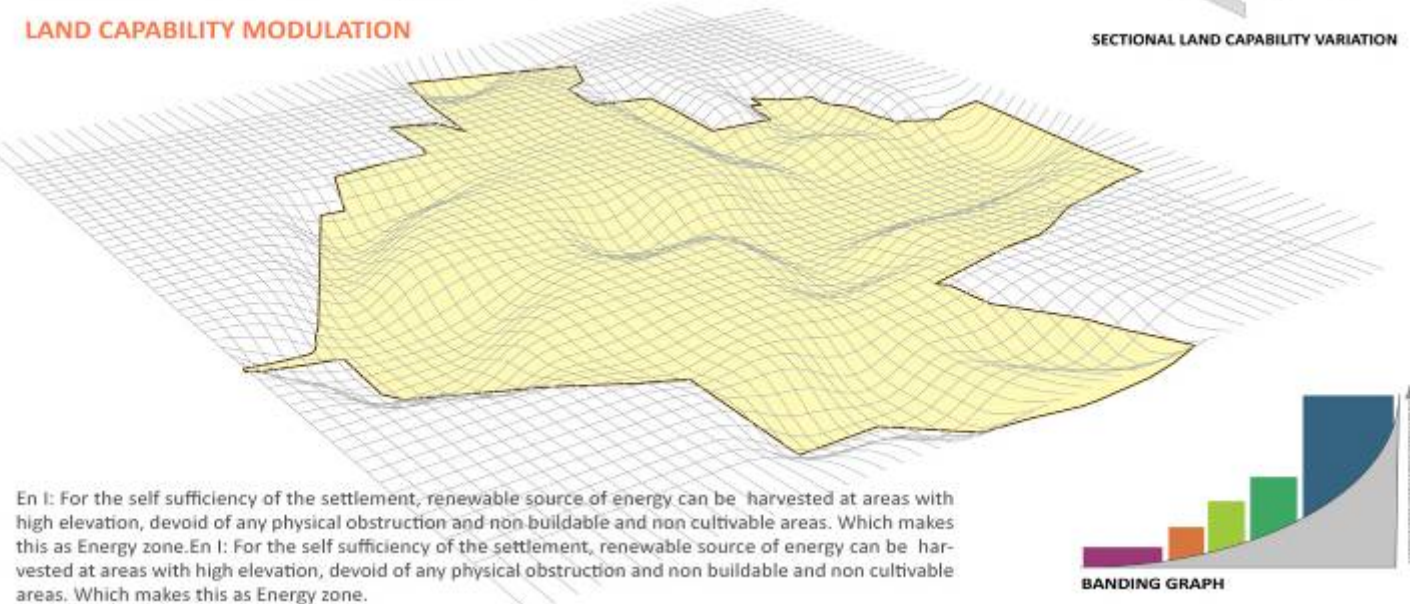 LAND CAPABILITY MODULATION
SECTIONAL LAND CAPABILITY VARIATION
En I: For the self sufficiency of the settlement, renewable source of energy can be harvested at areas with
high elevation, devoid of any physical obstruction and non buildable and non cultivable areas. Which makes
this as Energy zone.En I: For the self sufficiency of the settlement, renewable source of energy can be har-
vested at areas with high elevation, devoid of any physical obstruction and non buildable and non cultivable
areas. Which makes this as Energy zone.
BANDING GRAPH